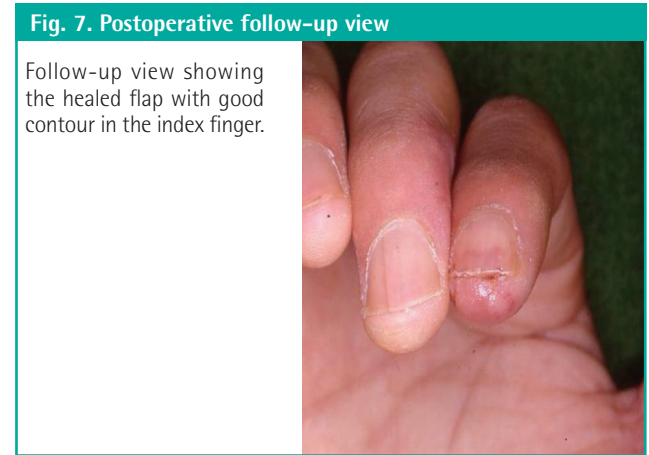 Fig. 7. Postoperative follow-up view
Follow-up view showing
the healed flap with good
contour in the index finger.